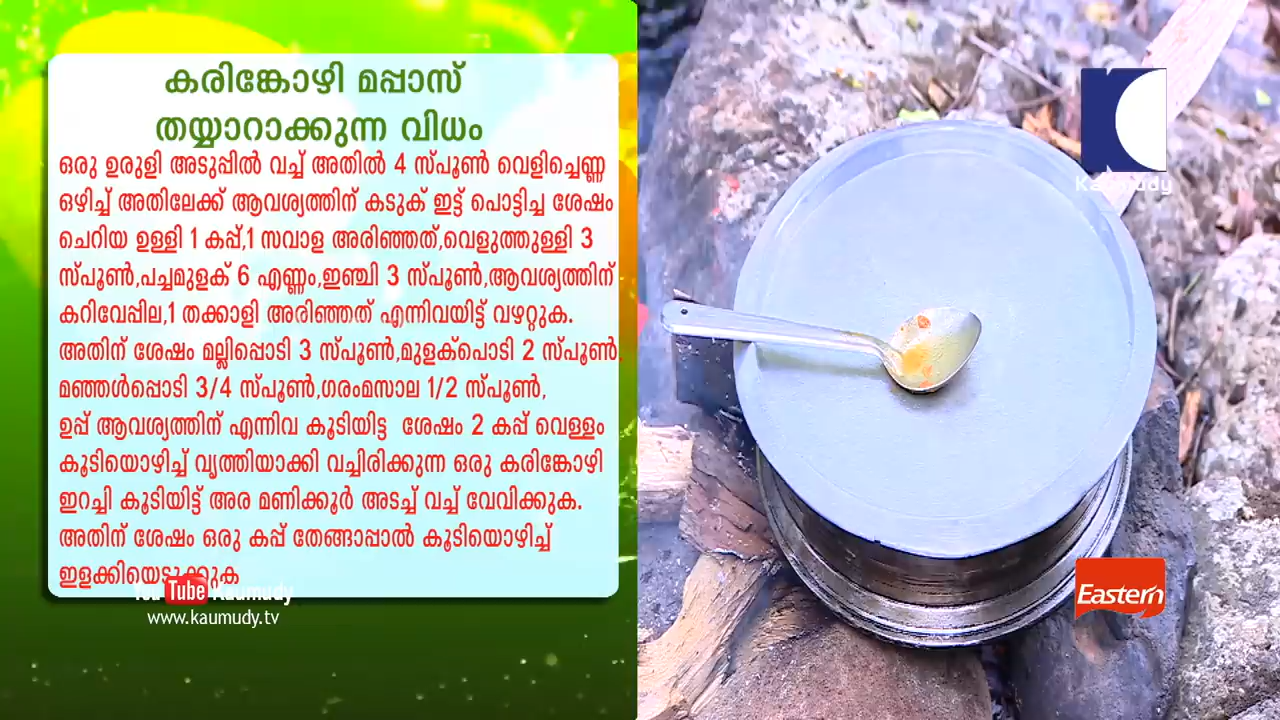 കരിങ്കോഴി മപ്പാസ്
തയ്യാറാക്കുന്ന വിധം
ഒരു ഉരുളി അടുപ്പിൽ വച്ച് അതിൽ 4 സ്പൂൺ വെളിച്ചെണ്ണ
ഒഴിച്ച് അതിലേക്ക് ആവശ്യത്തിന് കടുക് ഇട്ട് പൊട്ടിച്ച ശേഷം
ചെറിയ ഉള്ളി 1 കപ്പ്,1 സവാള അരിഞ്ഞത്,വെളുത്തുള്ളി 3
സ്പൂൺ,പച്ചമുളക് 6 എണ്ണം,ഇഞ്ചി 3 സ്പൂൺ,ആവശ്യത്തിന്
കറിവേപ്പില,1 തക്കാളി അരിഞ്ഞത് എന്നിവയിട്ട് വഴറ്റുക.
അതിന് ശേഷം മല്ലിപ്പൊടി 3 സ്പൂൺ,മുളക്പൊടി 2 സ്പൂൺ,
മഞ്ഞൾപ്പൊടി 3/4 സ്പൂൺ,ഗരംമസാല 1/2 സ്പൂൺ,
ഉപ്പ് ആവശ്യത്തിന് എന്നിവ കൂടിയിട്ട ശേഷം 2 കപ്പ് വെള്ളം
കൂടിയൊഴിച്ച് വൃത്തിയാക്കി വച്ചിരിക്കുന്ന ഒരു കരിങ്കോഴി
ഇറച്ചി കൂടിയിട്ട് അര മണിക്കൂർ അടച്ച് വച്ച് വേവിക്കുക.
അതിന് ശേഷം ഒരു കപ്പ് തേങ്ങാപ്പാൽ കൂടിയൊഴിച്ച്
ഇളക്കിയെടുക്കുക
You Tube Kaumudy
www.kaumudy.tv
Kaumudy
Eastern